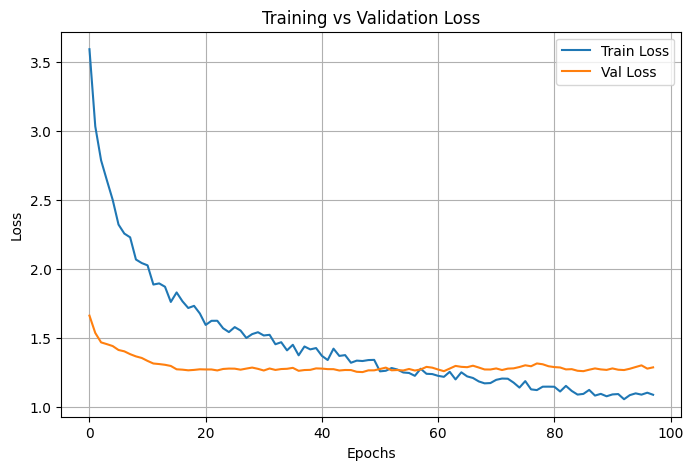 Training vs Validation Loss
Train Loss
Val Loss
3.5
3.0
2.5
2.0
1.5
1.0
Loss
0 20 40 60 80 100
Epochs